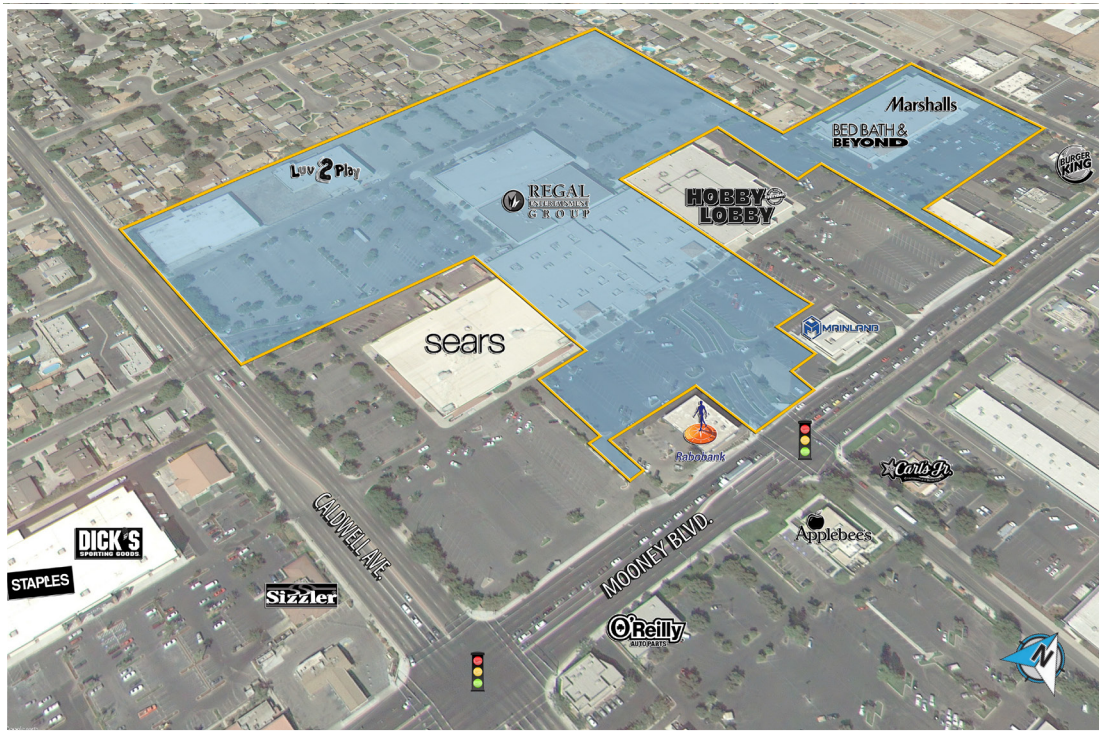 Marshalls
BED BATH &
BEYOND
BURGER
KING
Luv 2 Play
REGAL
ENTERTAINMENT
GROUP
HOBBY
LOBBY
MAINLAND
sears
Rabobank
Carl's Jr.
CALDWELL AVE.
MOONEY BLVD.
Applebee's
DICK'S
SPORTING GOODS
STAPLES
Sizzler
O'Reilly
AUTO PARTS
N